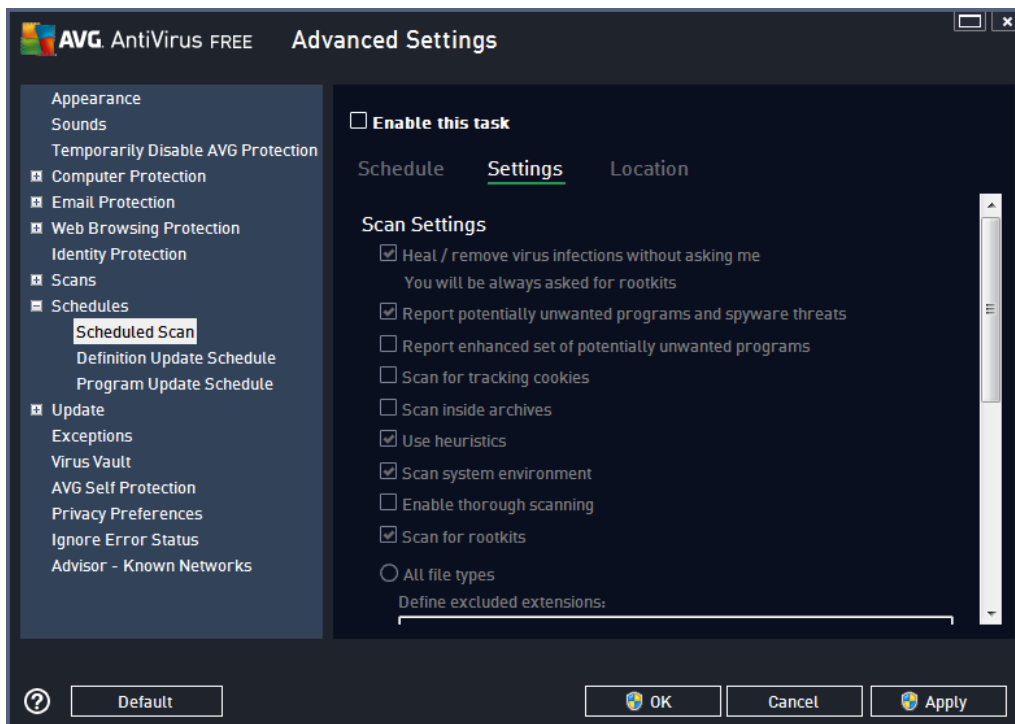 AVG. AntiVirus FREE Advanced Settings
Appearance
Sounds
Temporarily Disable AVG Protection
Computer Protection
Email Protection
Web Browsing Protection
Identity Protection
Scans
Schedules
Scheduled Scan
Definition Update Schedule
Program Update Schedule
Update
Exceptions
Virus Vault
AVG Self Protection
Privacy Preferences
Ignore Error Status
Advisor - Known Networks
Enable this task
Schedule Settings Location
Scan Settings
Heal / remove virus infections without asking me
You will be always asked for rootkits
Report potentially unwanted programs and spyware threats
Report enhanced set of potentially unwanted programs
Scan for tracking cookies
Scan inside archives
Use heuristics
Scan system environment
Enable thorough scanning
Scan for rootkits
All file types
Define excluded extensions:
? Default OK Cancel Apply